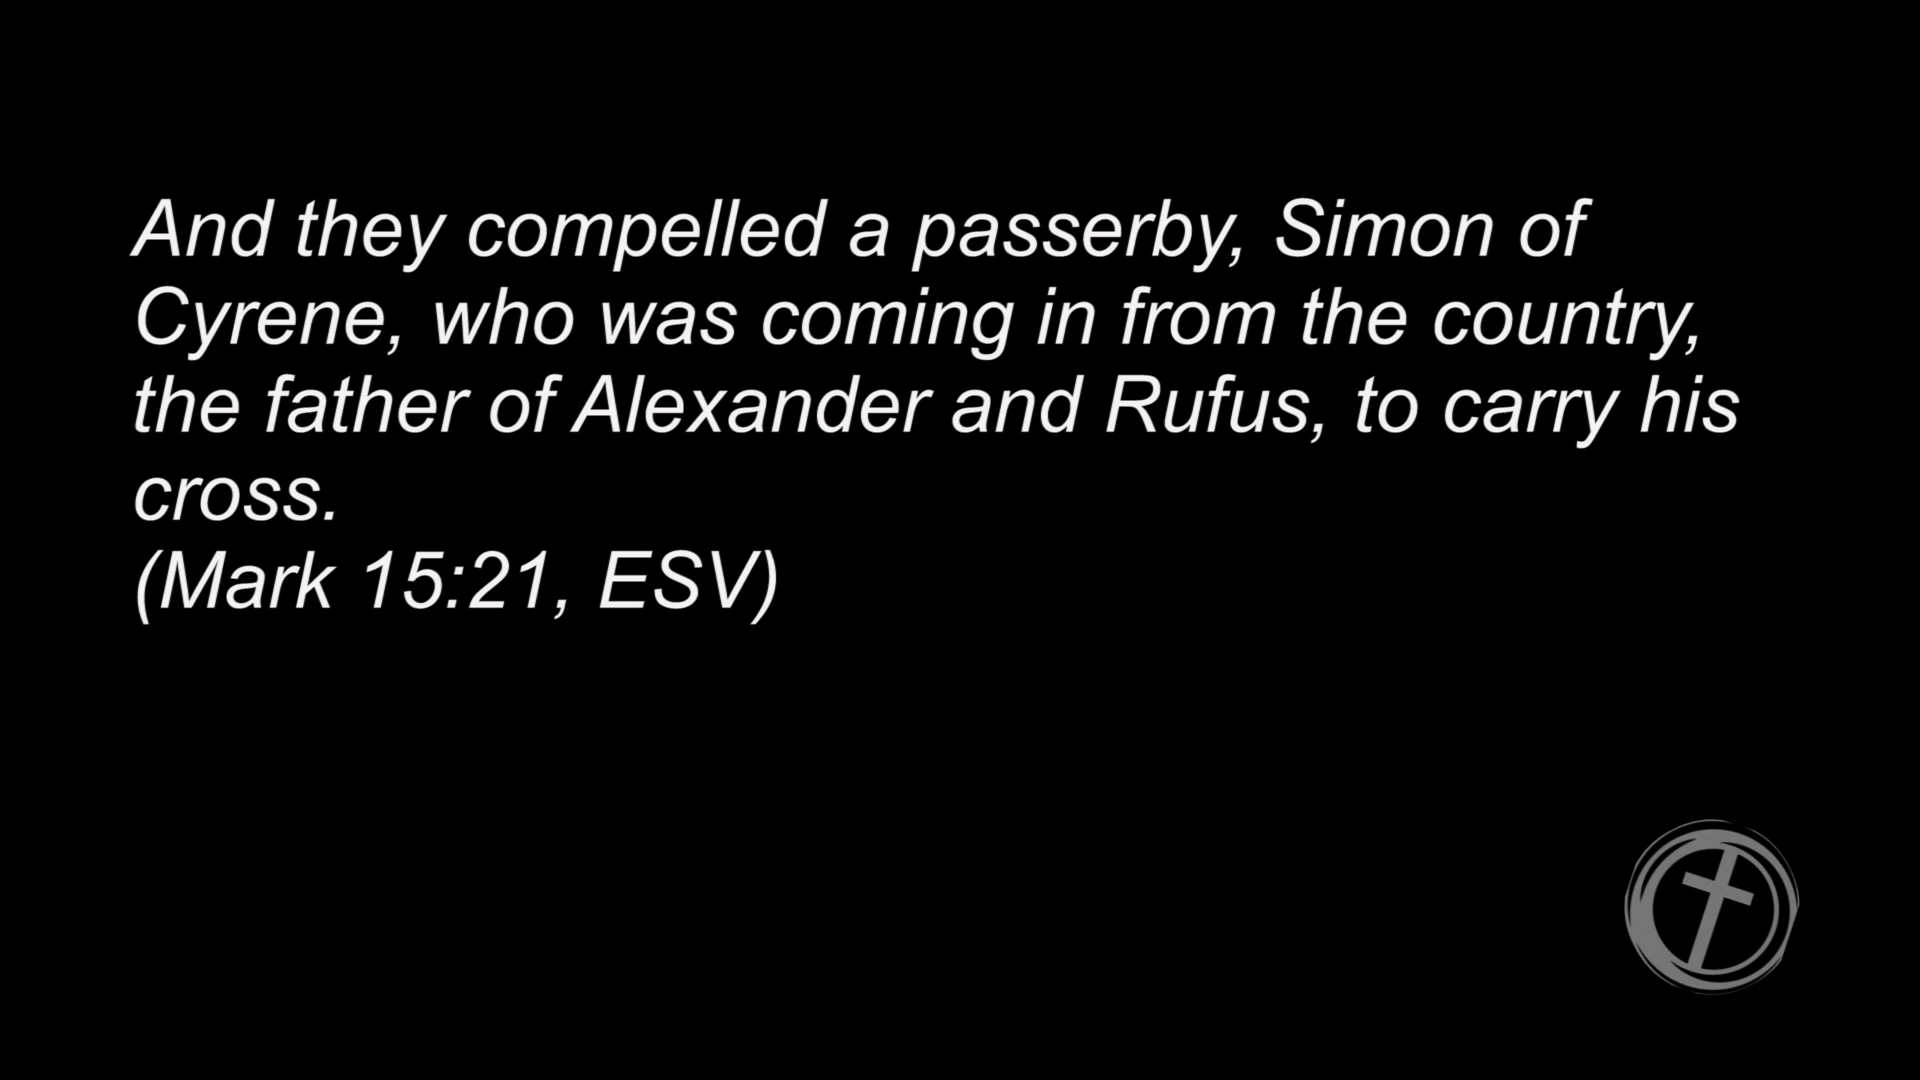 And they compelled a passerby, Simon of
Cyrene, who was coming in from the country,
the father of Alexander and Rufus, to carry his
cross.
(Mark 15:21, ESV)